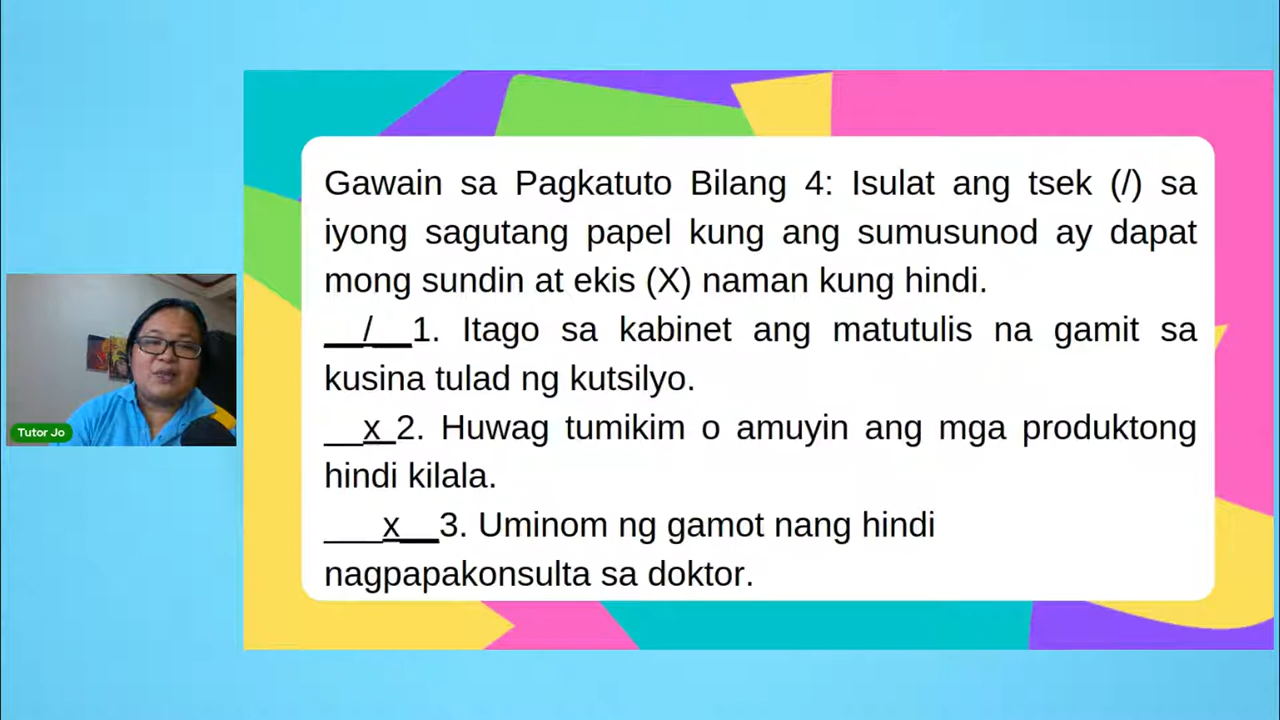 Gawain sa Pagkatuto Bilang 4: Isulat ang tsek (/) sa
iyong sagutang papel kung ang sumusunod ay dapat
mong sundin at ekis (X) naman kung hindi.
__/__1. Itago sa kabinet ang matutulis na gamit sa
kusina tulad ng kutsilyo.
__x_2. Huwag tumikim o amuyin ang mga produktong
hindi kilala.
___x__3. Uminom ng gamot nang hindi
nagpapakonsulta sa doktor.
Tutor Jo